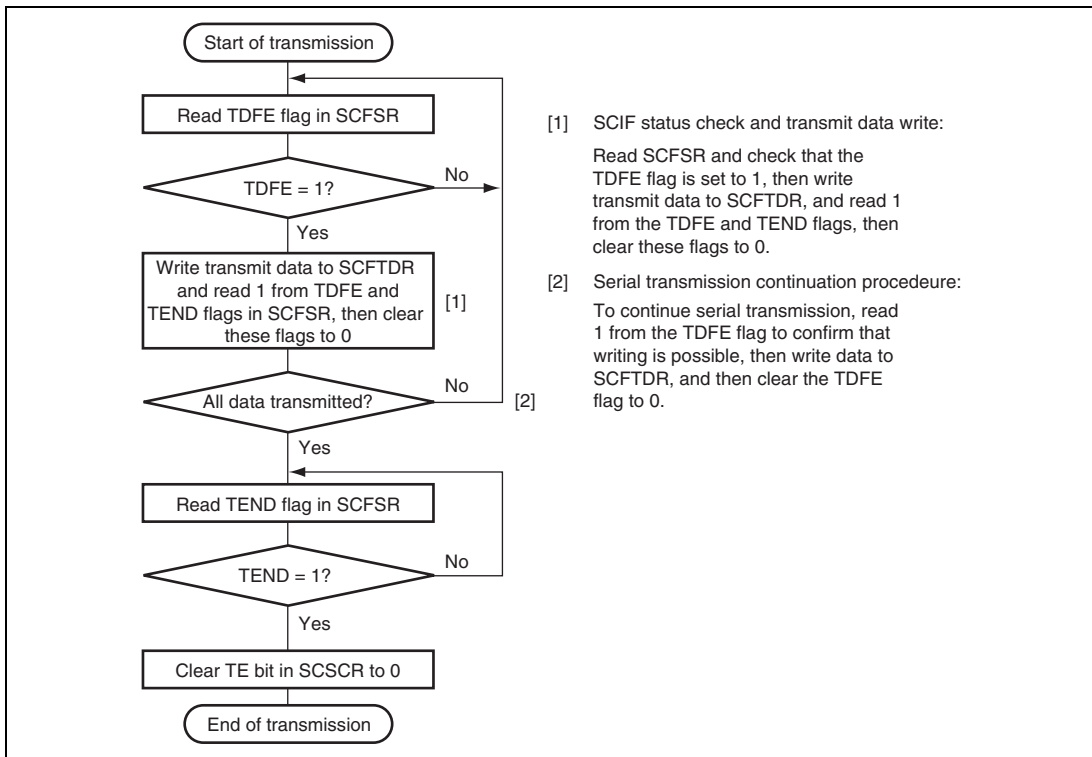 Start of transmission
Read TDFE flag in SCFSR
TDFE = 1?
No
Yes
Write transmit data to SCFTDR
and read 1 from TDFE and
TEND flags in SCFSR, then clear
these flags to 0
[1]
All data transmitted?
No
[2]
Yes
Read TEND flag in SCFSR
TEND = 1?
No
Yes
Clear TE bit in SCSCR to 0
End of transmission
[1] SCIF status check and transmit data write:
Read SCFSR and check that the
TDFE flag is set to 1, then write
transmit data to SCFTDR, and read 1
from the TDFE and TEND flags, then
clear these flags to 0.
[2] Serial transmission continuation procedeure:
To continue serial transmission, read
1 from the TDFE flag to confirm that
writing is possible, then write data to
SCFTDR, and then clear the TDFE
flag to 0.